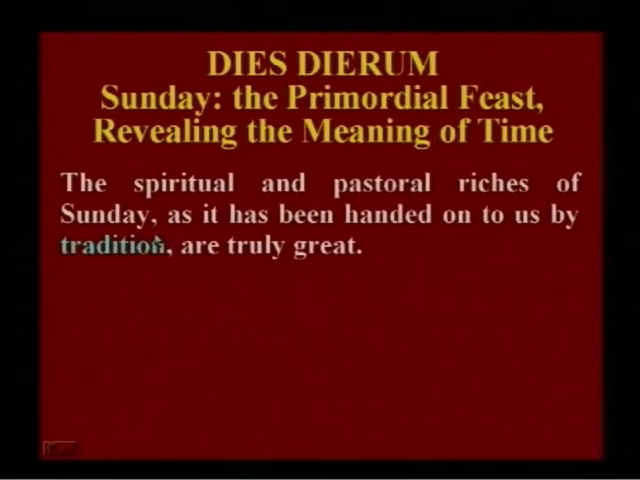 DIES DIERUM
Sunday: the Primordial Feast,
Revealing the Meaning of Time
The spiritual and pastoral riches of
Sunday, as it has been handed on to us by
tradition, are truly great.